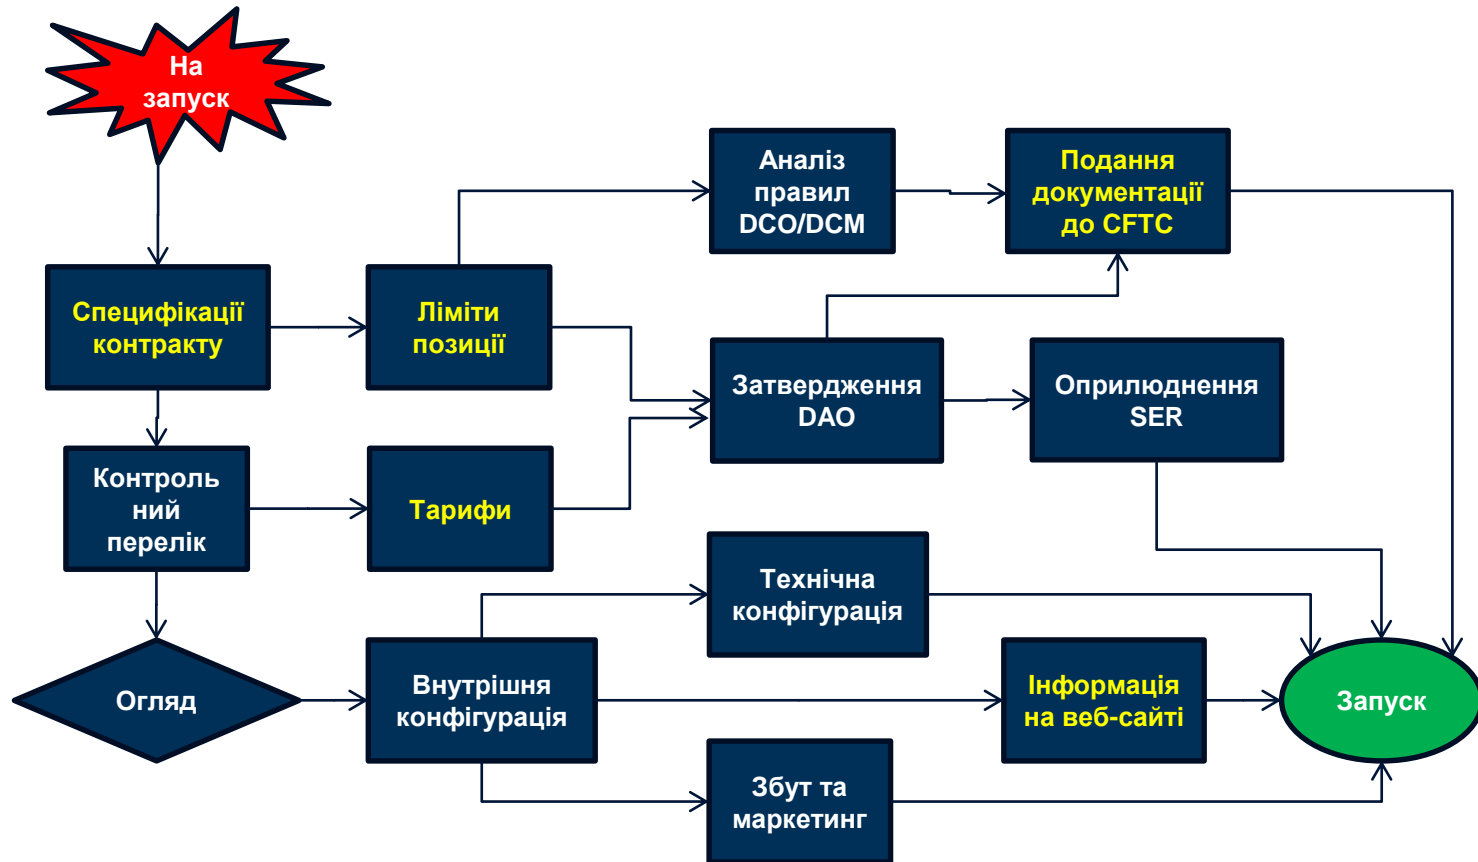 На
запуск
Аналіз
правил
DCO/DCM
Подання
документації
до CFTC
Специфікації
контракту
Ліміти
позиції
Затвердження
DAO
Оприлюднення
SER
Контроль
ний
перелік
Тарифи
Технічна
конфігурація
Огляд
Внутрішня
конфігурація
Інформація
на веб-сайті
Запуск
Збут та
маркетинг